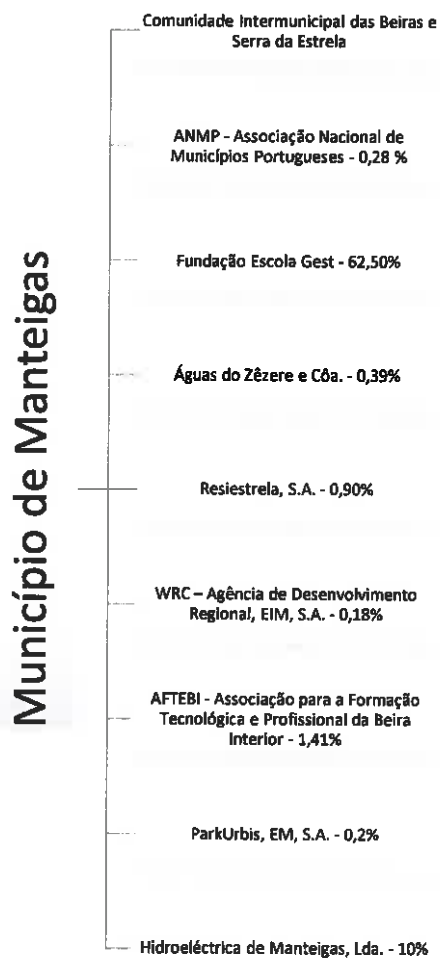 Município de Manteigas
Comunidade Intermunicipal das Beiras e
Serra da Estrela
ANMP - Associação Nacional de
Municípios Portugueses - 0,28 %
Fundação Escola Gest - 62,50%
Águas do Zêzere e Côa. - 0,39%
Resiestrela, S.A. - 0,90%
WRC – Agência de Desenvolvimento
Regional, EIM, S.A. - 0,18%
AFTEBI - Associação para a Formação
Tecnológica e Profissional da Beira
Interior - 1,41%
ParkUrbis, EM, S.A. - 0,2%
Hidroeléctrica de Manteigas, Lda. - 10%